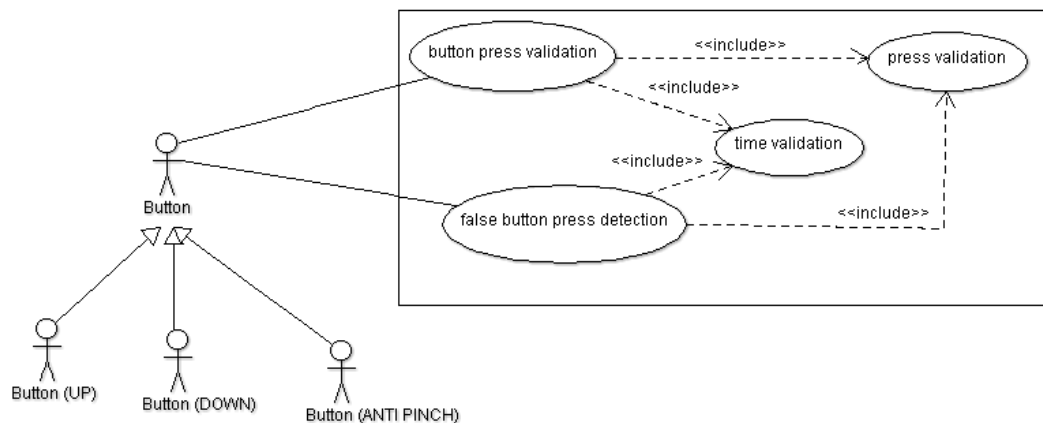 button press validation
<<include>>
press validation
<<include>>
time validation
<<include>>
Button
false button press detection
<<include>>
Button (UP)
Button (DOWN)
Button (ANTI PINCH)